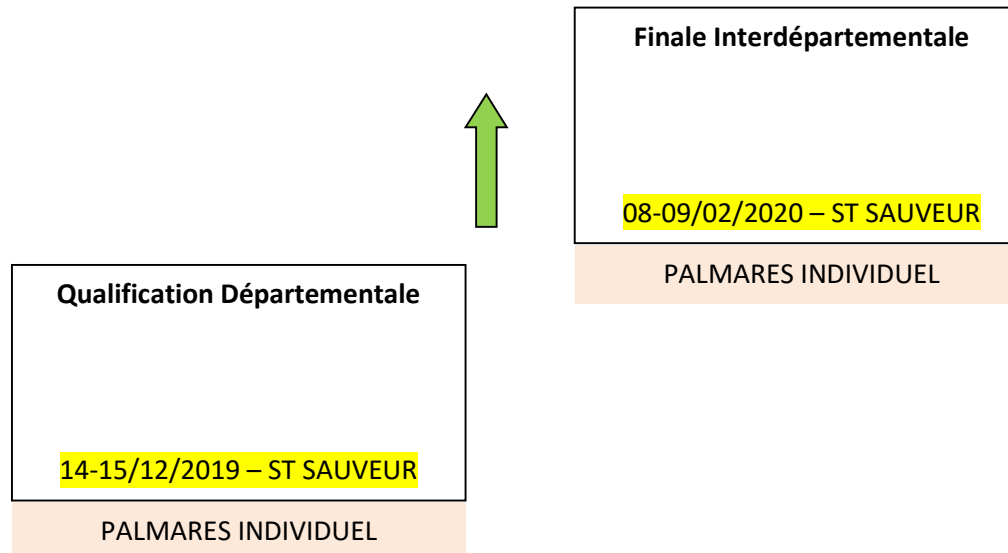 Finale Interdépartementale
08-09/02/2020 – ST SAUVEUR
PALMARES INDIVIDUEL
Qualification Départementale
14-15/12/2019 – ST SAUVEUR
PALMARES INDIVIDUEL